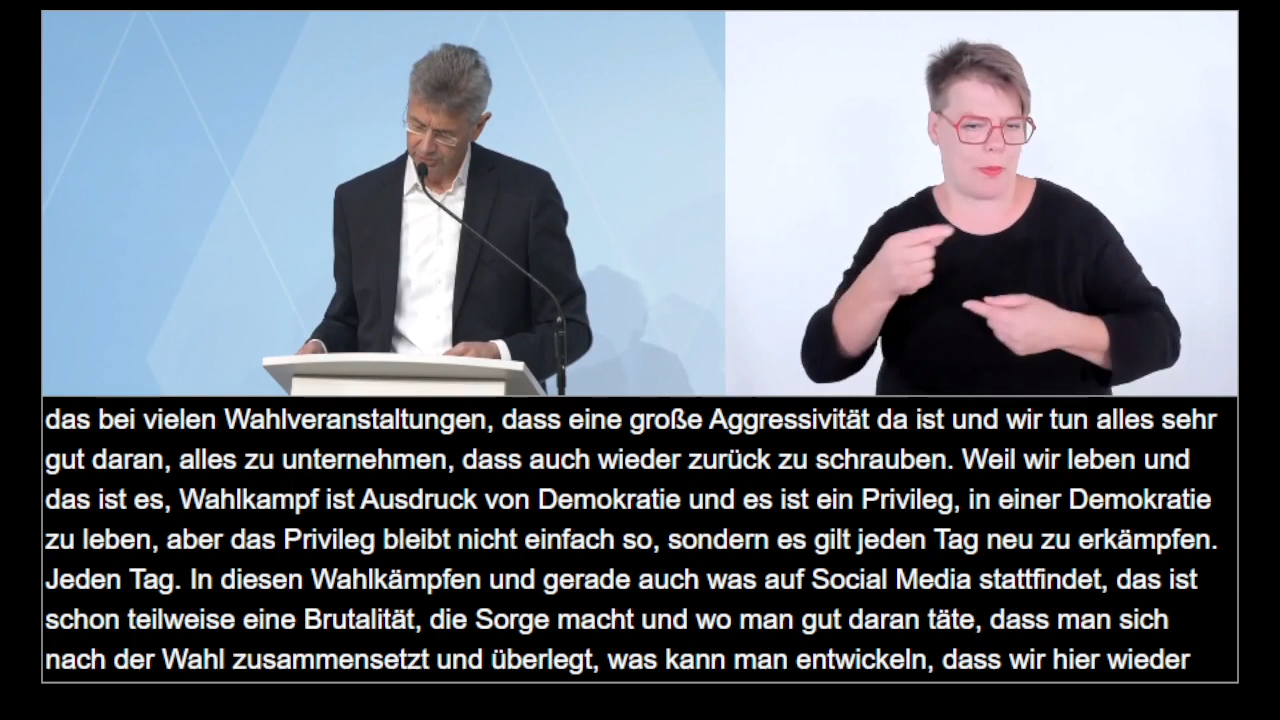 das bei vielen Wahlveranstaltungen, dass eine große Aggressivität da ist und wir tun alles sehr
gut daran, alles zu unternehmen, dass auch wieder zurück zu schrauben. Weil wir leben und
das ist es, Wahlkampf ist Ausdruck von Demokratie und es ist ein Privileg, in einer Demokratie
zu leben, aber das Privileg bleibt nicht einfach so, sondern es gilt jeden Tag neu zu erkämpfen.
Jeden Tag. In diesen Wahlkämpfen und gerade auch was auf Social Media stattfindet, das ist
schon teilweise eine Brutalität, die Sorge macht und wo man gut daran täte, dass man sich
nach der Wahl zusammensetzt und überlegt, was kann man entwickeln, dass wir hier wieder